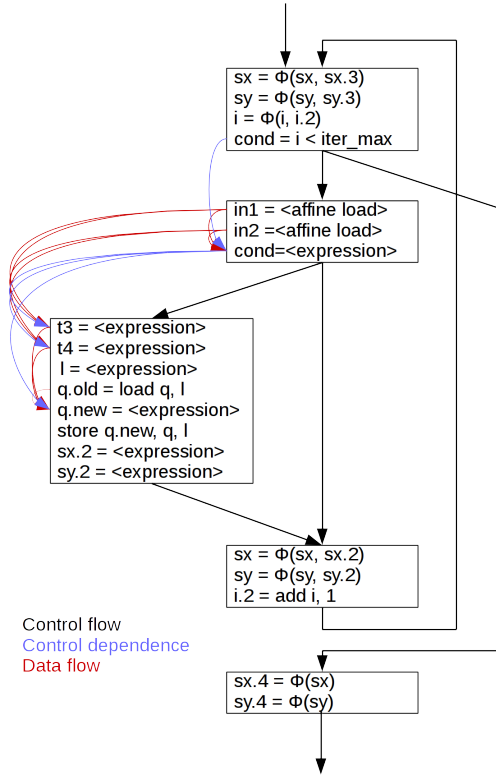 sx = Φ(sx, sx.3)
sy = Φ(sy, sy.3)
i = Φ(i, i.2)
cond = i < iter_max
in1 = <affine load>
in2 =<affine load>
cond=<expression>
t3 = <expression>
t4 = <expression>
l = <expression>
q.old = load q, l
q.new = <expression>
store q.new, q, l
sx.2 = <expression>
sy.2 = <expression>
sx = Φ(sx, sx.2)
sy = Φ(sy, sy.2)
i.2 = add i, 1
Control flow
Control dependence
Data flow
sx.4 = Φ(sx)
sy.4 = Φ(sy)